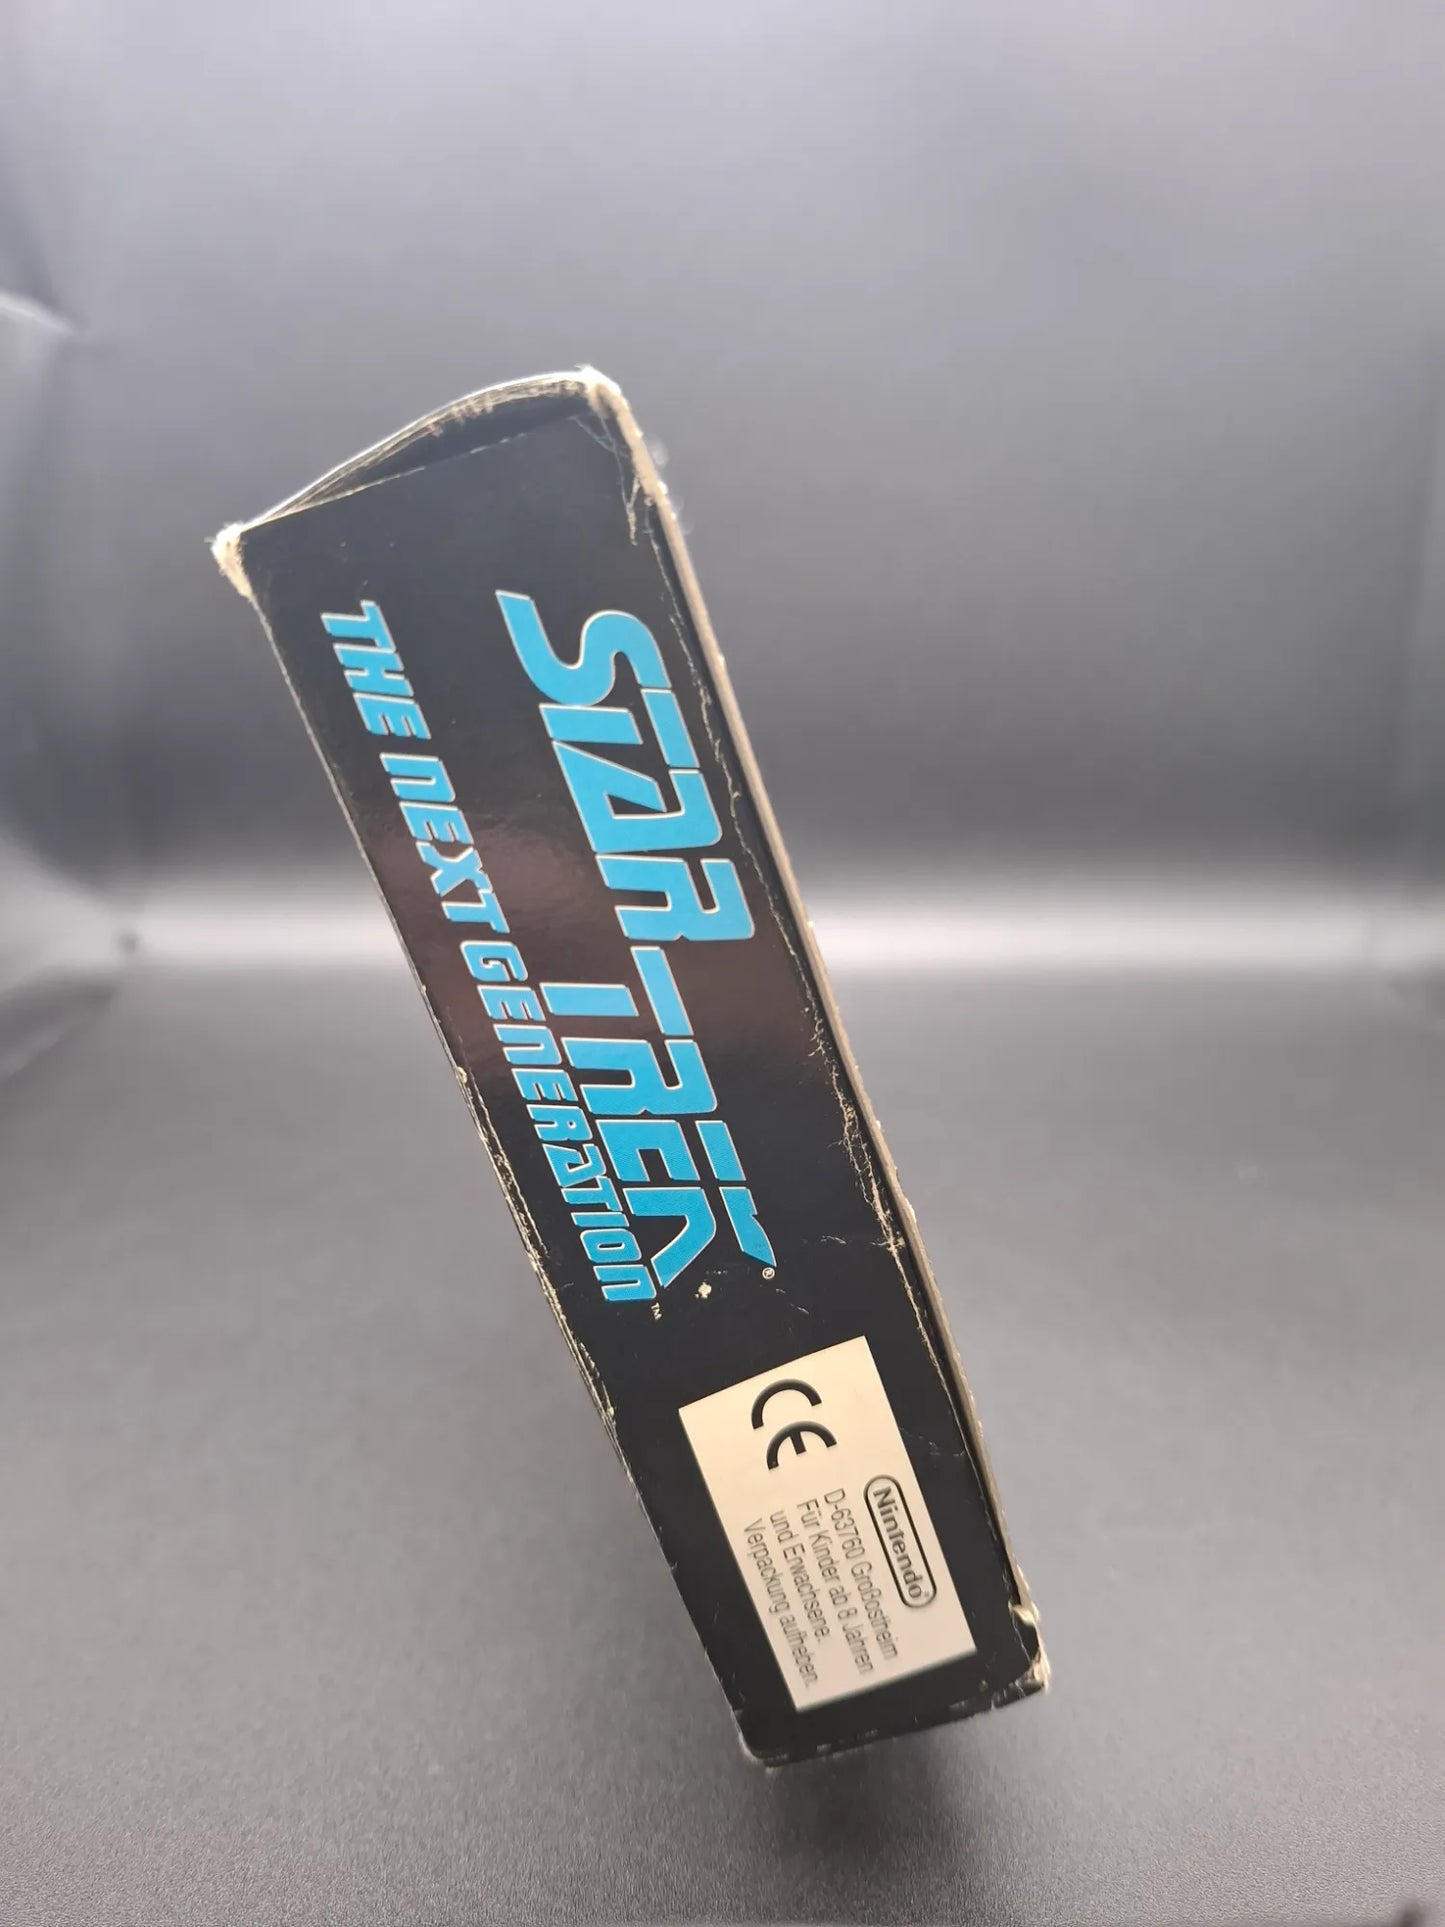 STAR TREK®
THE NEXT GENERATION™
CE
Nintendo®
D-63760 Großostheim
Für Kinder ab 8 Jahren
und Erwachsene.
Verpackung aufheben.